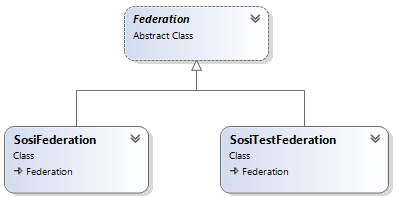 Federation
Abstract Class
SosiFederation
Class
Federation
SosiTestFederation
Class
Federation